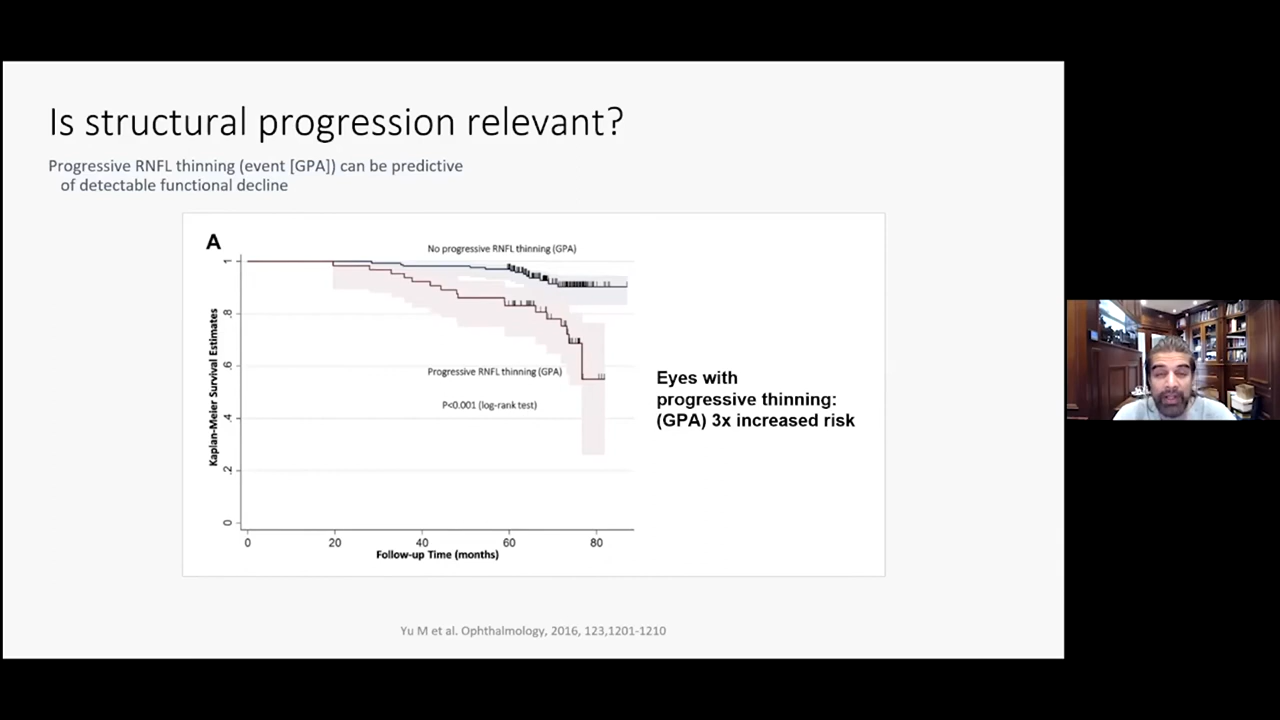 Is structural progression relevant?
Progressive RNFL thinning (event [GPA]) can be predictive
of detectable functional decline
A
No progressive RNFL thinning (GPA)
1
.8
.6
.4
.2
0
Kaplan-Meier Survival Estimates
Progressive RNFL thinning (GPA)
P<0.001 (log-rank test)
0 20 40 60 80
Follow-up Time (months)
Eyes with
progressive thinning:
(GPA) 3x increased risk
Yu M et al. Ophthalmology, 2016, 123,1201-1210